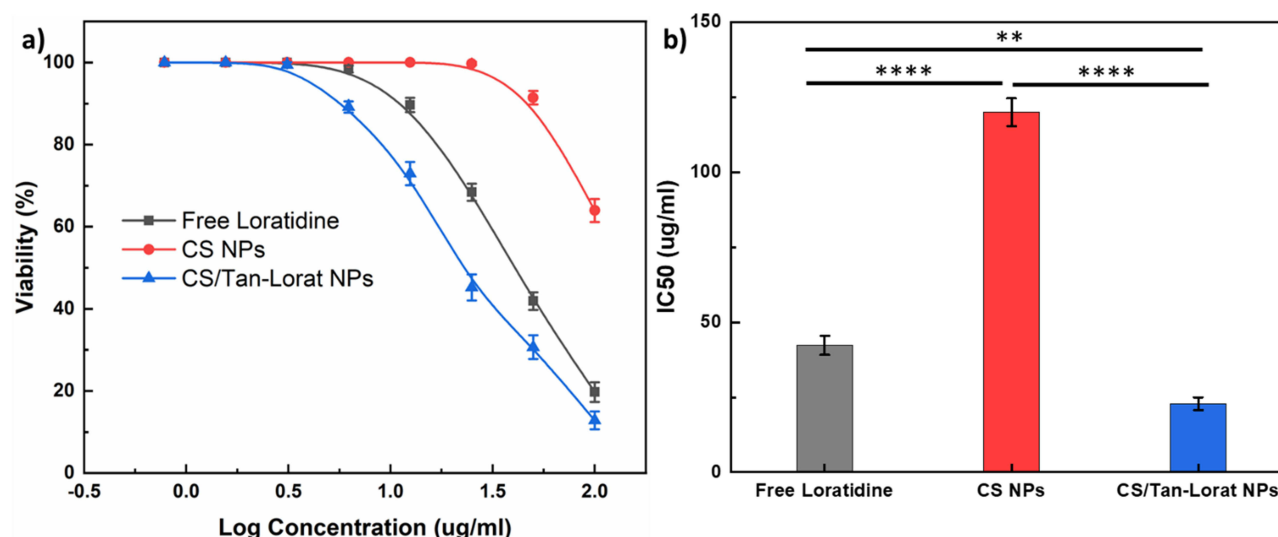 a)
100
80
60
40
20
0
Viability (%)
Free Loratidine
CS NPs
CS/Tan-Lorat NPs
-0.5 0.0 0.5 1.0 1.5 2.0
Log Concentration (ug/ml)
b)
150
100
50
0
IC50 (ug/ml)
**
**** ****
Free Loratidine CS NPs CS/Tan-Lorat NPs